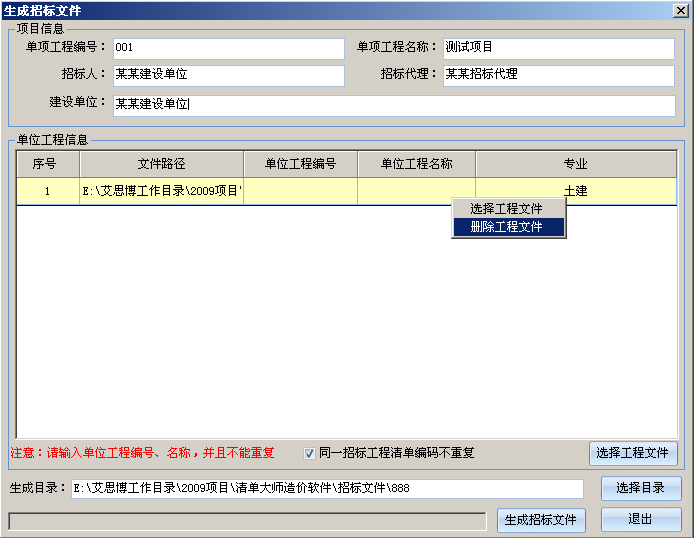 生成招标文件
项目信息
单项工程编号： 001 单项工程名称： 测试项目
招标人： 某某建设单位 招标代理： 某某招标代理
建设单位： 某某建设单位
单位工程信息
序号 文件路径 单位工程编号 单位工程名称 专业
1 E:\艾思博工作目录\2009项目' 土建
选择工程文件
删除工程文件
注意：请输入单位工程编号、名称，并且不能重复 同一招标工程清单编码不重复 选择工程文件
生成目录： E:\艾思博工作目录\2009项目\清单大师造价软件\招标文件\888 选择目录
生成招标文件 退出